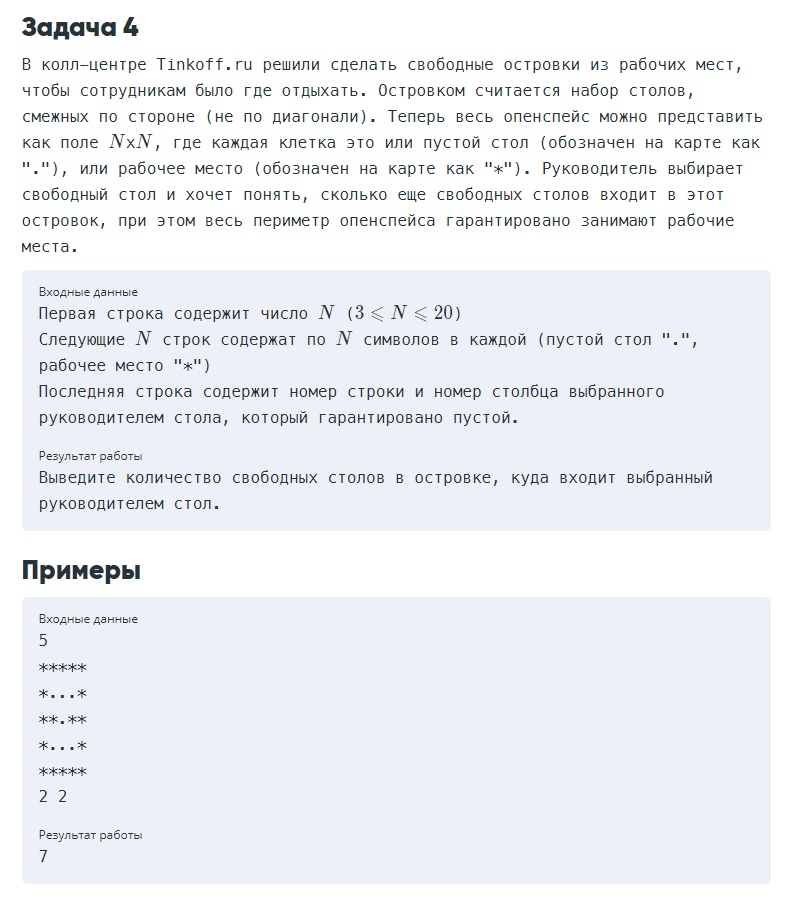 Задача 4
В колл–центре Tinkoff.ru решили сделать свободные островки из рабочих мест,
чтобы сотрудникам было где отдыхать. Островком считается набор столов,
смежных по стороне (не по диагонали). Теперь весь опенспейс можно представить
как поле NxN, где каждая клетка это или пустой стол (обозначен на карте как
"."), или рабочее место (обозначен на карте как "*"). Руководитель выбирает
свободный стол и хочет понять, сколько еще свободных столов входит в этот
островок, при этом весь периметр опенспейса гарантировано занимают рабочие
места.
Входные данные
Первая строка содержит число N (3 ⩽ N ⩽ 20)
Следующие N строк содержат по N символов в каждой (пустой стол ".",
рабочее место "*")
Последняя строка содержит номер строки и номер столбца выбранного
руководителем стола, который гарантировано пустой.
Результат работы
Выведите количество свободных столов в островке, куда входит выбранный
руководителем стол.
Примеры
Входные данные
5
*****
*...*
**.**
*...*
*****
2 2
Результат работы
7